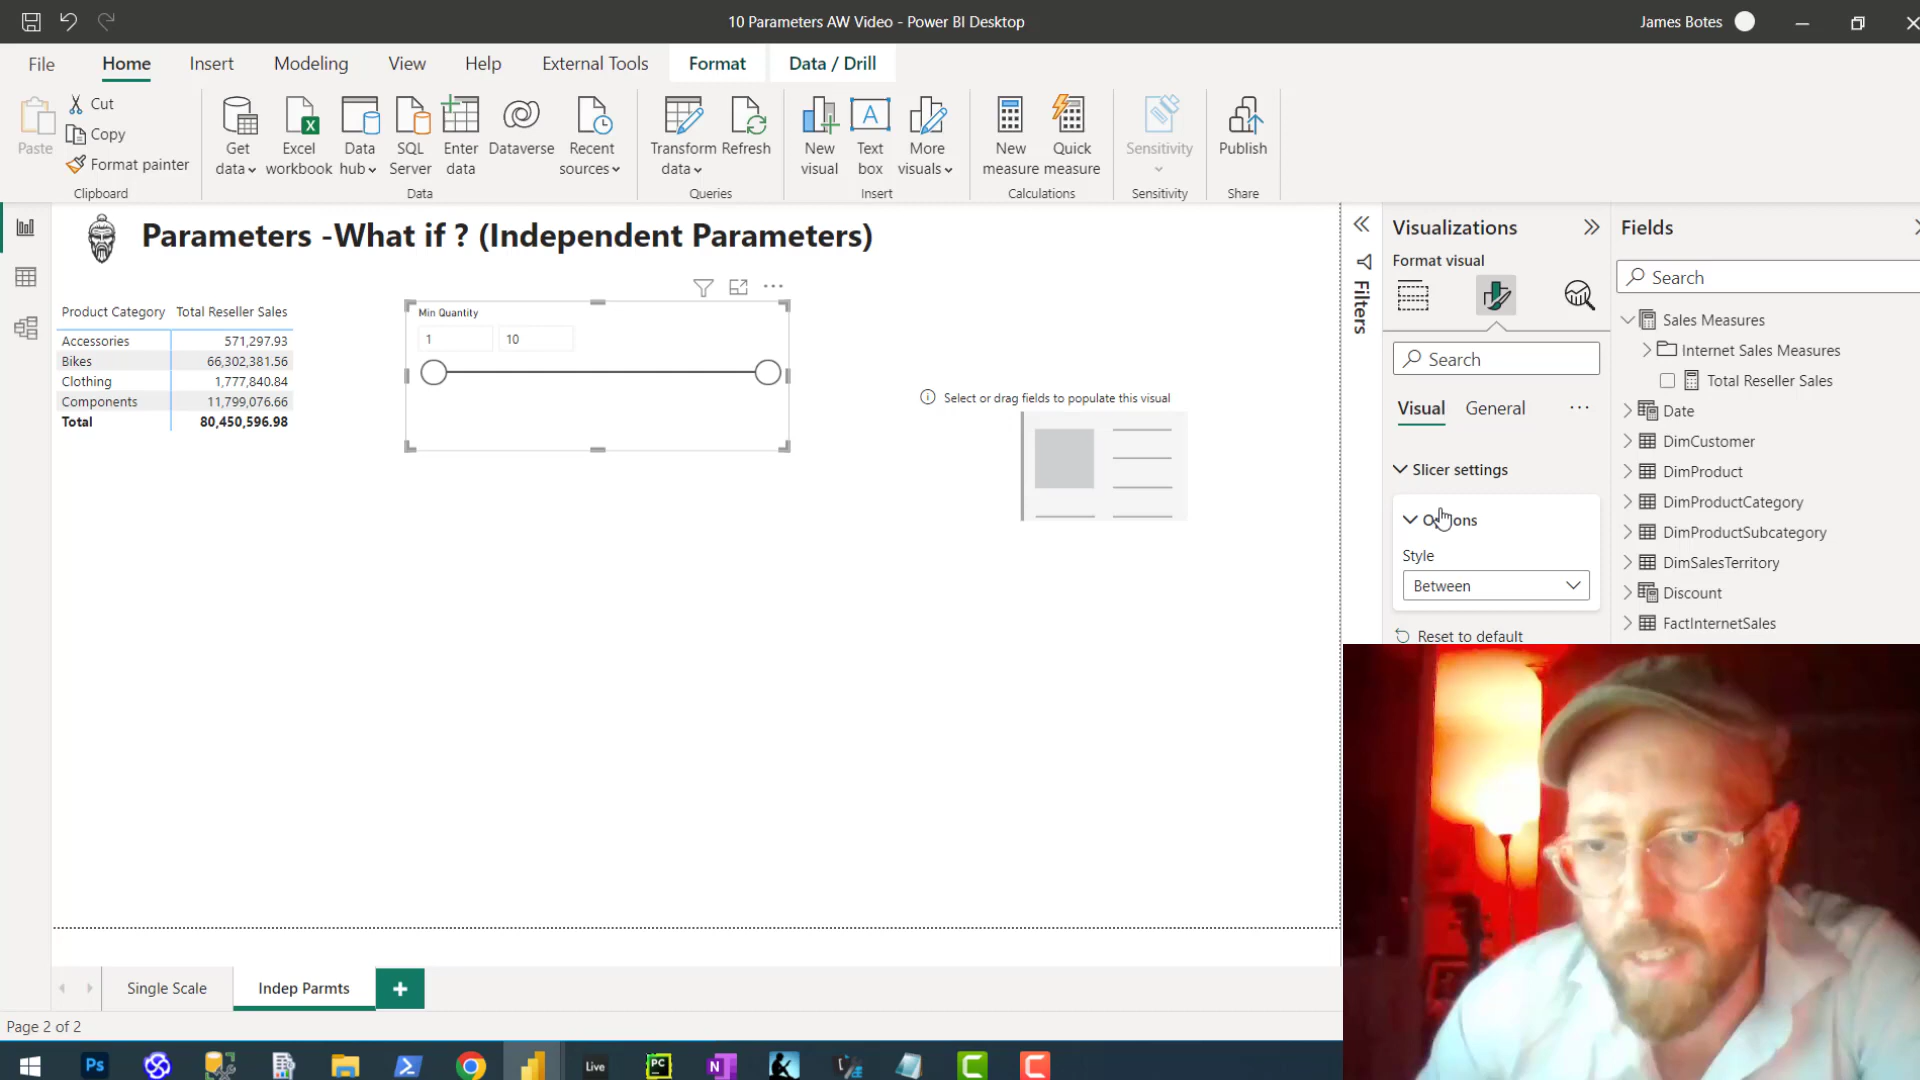 10 Parameters AW Video - Power BI Desktop
James Botes
File
Home
Insert
Modeling
View
Help
External Tools
Format
Data / Drill
Paste
Cut
Copy
Format painter
Clipboard
Get
data
Excel
workbook
Data
hub
SQL
Server
Enter
data
Dataverse
Recent
sources
Data
Transform
data
Refresh
Queries
New
visual
Text
box
More
visuals
Insert
New
measure
Quick
measure
Calculations
Sensitivity
Sensitivity
Publish
Share
Parameters -What if ? (Independent Parameters)
Product Category Total Reseller Sales
Accessories 571,297.93
Bikes 66,302,381.56
Clothing 1,777,840.84
Components 11,799,076.66
Total 80,450,596.98
Min Quantity
1 10
Select or drag fields to populate this visual
Filters
Visualizations
Format visual
Search
Visual General
Slicer settings
Options
Style
Between
Reset to default
Fields
Search
Sales Measures
Internet Sales Measures
Total Reseller Sales
Date
DimCustomer
DimProduct
DimProductCategory
DimProductSubcategory
DimSalesTerritory
Discount
FactInternetSales
Single Scale
Indep Parmts
Page 2 of 2
Ps
Live
PC
N
C
C